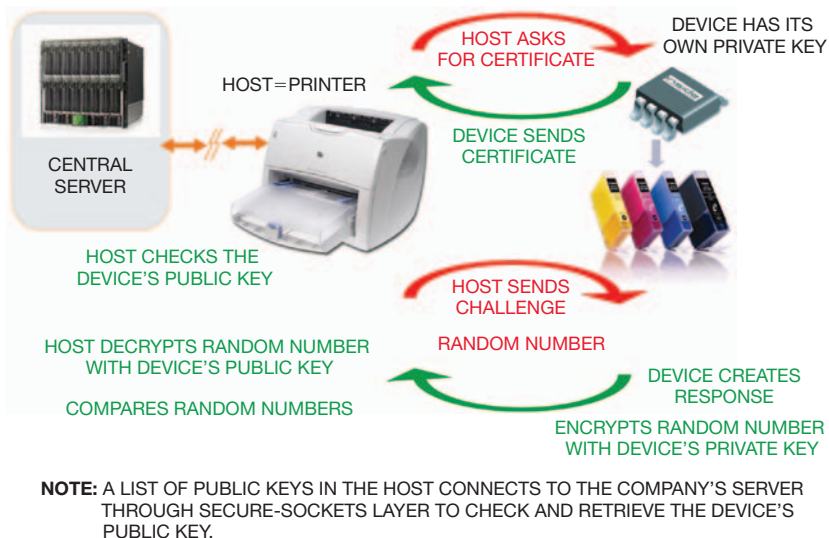 HOST ASKS
FOR CERTIFICATE
DEVICE HAS ITS
OWN PRIVATE KEY
HOST=PRINTER
DEVICE SENDS
CERTIFICATE
CENTRAL
SERVER
HOST CHECKS THE
DEVICE'S PUBLIC KEY
HOST SENDS
CHALLENGE
RANDOM NUMBER
HOST DECRYPTS RANDOM NUMBER
WITH DEVICE'S PUBLIC KEY
COMPARES RANDOM NUMBERS
DEVICE CREATES
RESPONSE
ENCRYPTS RANDOM NUMBER
WITH DEVICE'S PRIVATE KEY
NOTE: A LIST OF PUBLIC KEYS IN THE HOST CONNECTS TO THE COMPANY'S SERVER
THROUGH SECURE-SOCKETS LAYER TO CHECK AND RETRIEVE THE DEVICE'S
PUBLIC KEY.